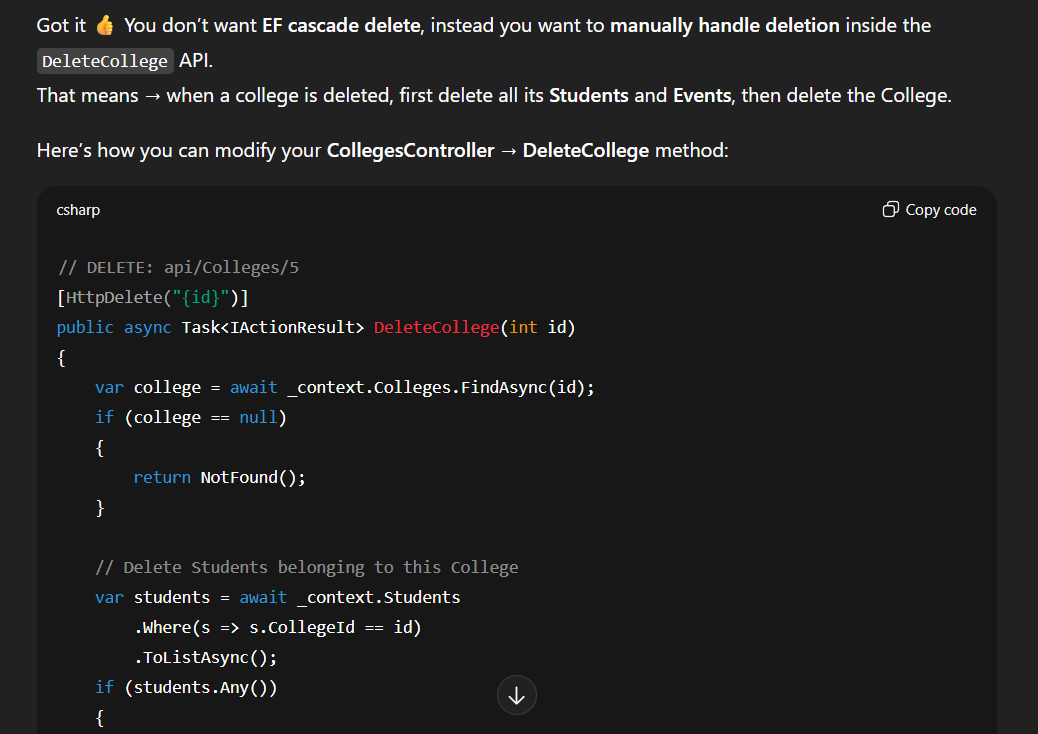 Got it 👍 You don’t want EF cascade delete, instead you want to manually handle deletion inside the
DeleteCollege API.
That means → when a college is deleted, first delete all its Students and Events, then delete the College.
Here’s how you can modify your CollegesController → DeleteCollege method:
csharp
Copy code
// DELETE: api/Colleges/5
[HttpDelete("{id}")]
public async Task<IActionResult> DeleteCollege(int id)
{
    var college = await _context.Colleges.FindAsync(id);
    if (college == null)
    {
        return NotFound();
    }
    // Delete Students belonging to this College
    var students = await _context.Students
        .Where(s => s.CollegeId == id)
        .ToListAsync();
    if (students.Any())
    {